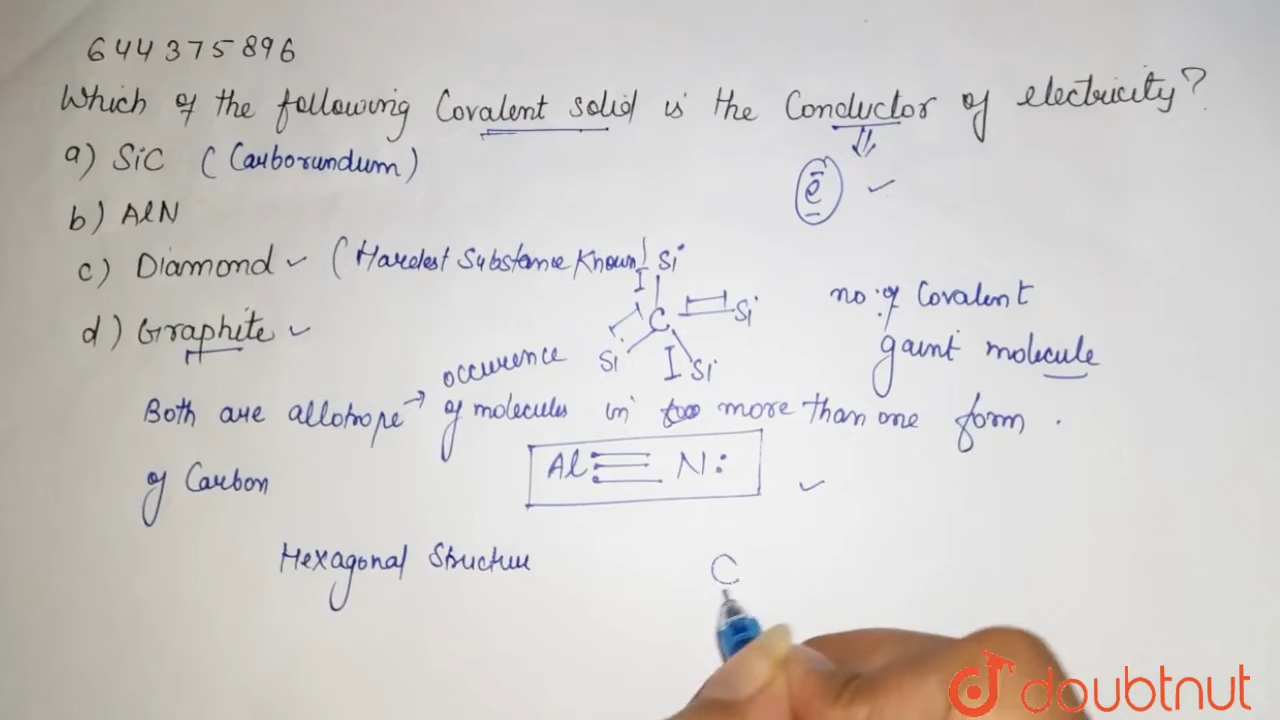 644375896
Which of the following Covalent solid is the Conductor of electricity?
a) SiC (Carborundum)
e̅
b) AlN
c) Diamond (Hardest Substance Known)
Si
C Si
Si Si
no. of Covalent
gaint molecule
d) Graphite
occurence
Both are allotrope → of molecules in more than one form.
of Carbon
Al≡N:
Hexagonal Structure
C
doubtnut